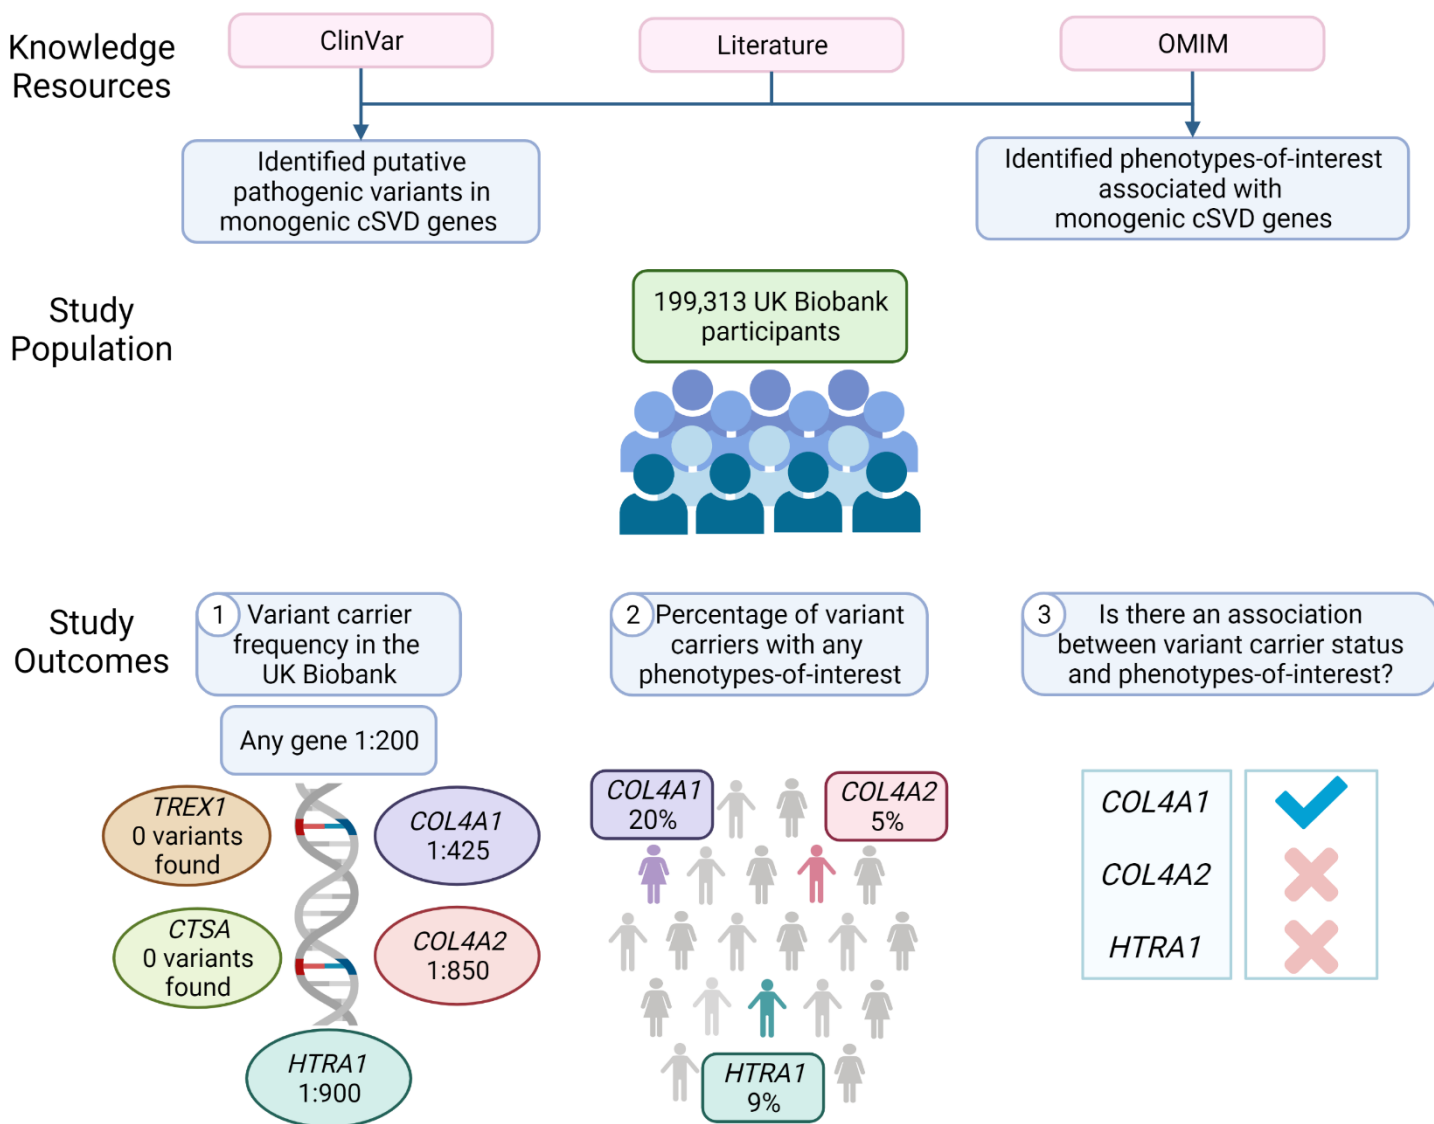 Knowledge
Resources
ClinVar
Literature
OMIM
Identified putative
pathogenic variants in
monogenic cSVD genes
Identified phenotypes-of-interest
associated with
monogenic cSVD genes
Study
Population
199,313 UK Biobank
participants
Study
Outcomes
1
Variant carrier
frequency in the
UK Biobank
2
Percentage of variant
carriers with any
phenotypes-of-interest
3
Is there an association
between variant carrier status
and phenotypes-of-interest?
Any gene 1:200
TREX1
0 variants
found
COL4A1
1:425
CTSA
0 variants
found
COL4A2
1:850
HTRA1
1:900
COL4A1
20%
COL4A2
5%
HTRA1
9%
COL4A1
COL4A2
HTRA1